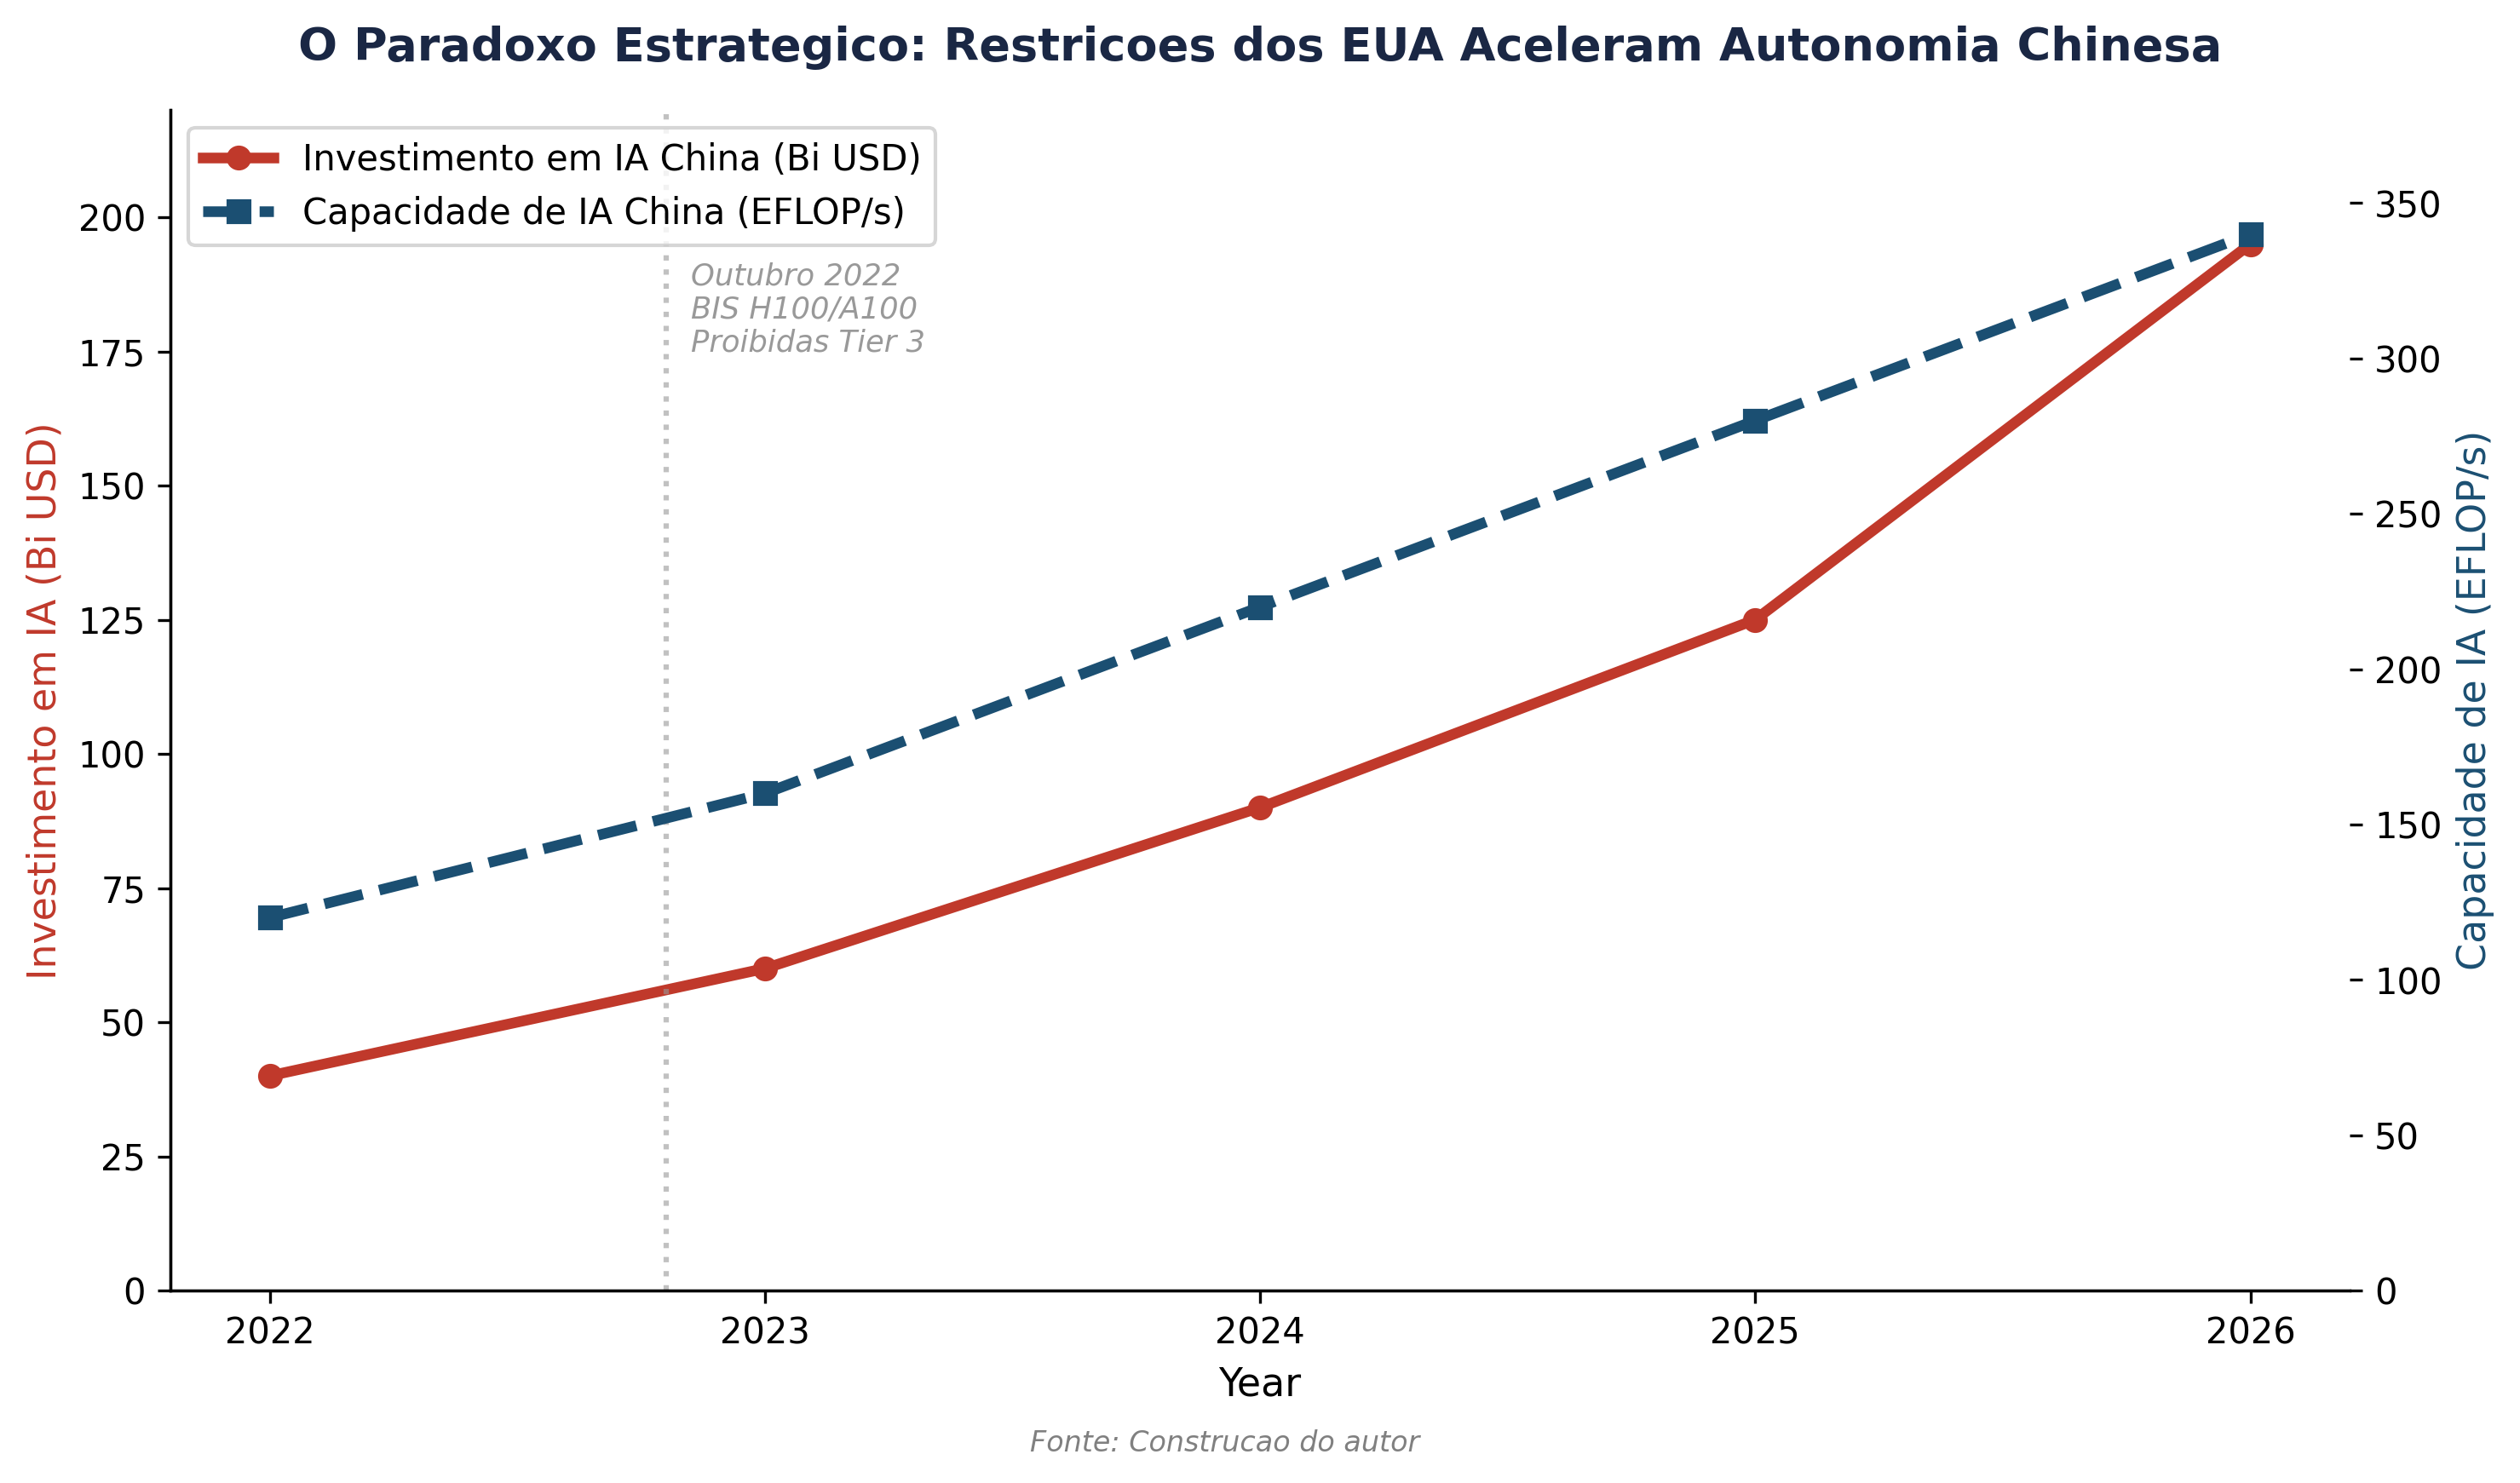 O Paradoxo Estrategico: Restricoes dos EUA Aceleram Autonomia Chinesa
Investimento em IA China (Bi USD)
Capacidade de IA China (EFLOP/s)
Outubro 2022
BIS H100/A100
Proibidas Tier 3
Investimento em IA (Bi USD)
200
175
150
125
100
75
50
25
0
350
300
250
200
150
100
50
0
Capacidade de IA (EFLOP/s)
2022
2023
2024
2025
2026
Year
Fonte: Construcao do autor